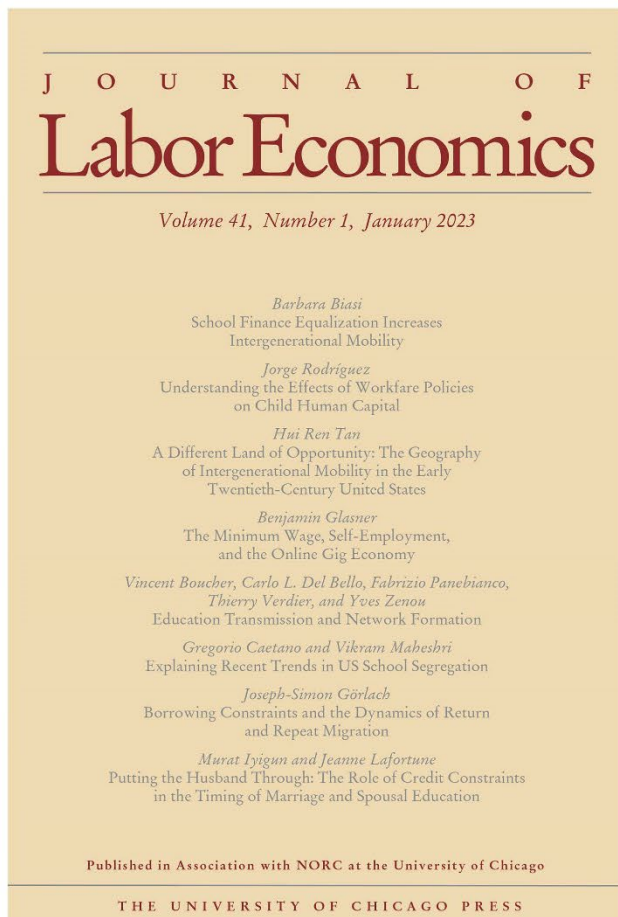 JOURNAL OF
Labor Economics
Volume 41, Number 1, January 2023
Barbara Biasi
School Finance Equalization Increases
Intergenerational Mobility
Jorge Rodríguez
Understanding the Effects of Workfare Policies
on Child Human Capital
Hui Ren Tan
A Different Land of Opportunity: The Geography
of Intergenerational Mobility in the Early
Twentieth-Century United States
Benjamin Glasner
The Minimum Wage, Self-Employment,
and the Online Gig Economy
Vincent Boucher, Carlo L. Del Bello, Fabrizio Panebianco,
Thierry Verdier, and Yves Zenou
Education Transmission and Network Formation
Gregorio Caetano and Vikram Maheshri
Explaining Recent Trends in US School Segregation
Joseph-Simon Görlach
Borrowing Constraints and the Dynamics of Return
and Repeat Migration
Murat Iyigun and Jeanne Lafortune
Putting the Husband Through: The Role of Credit Constraints
in the Timing of Marriage and Spousal Education
Published in Association with NORC at the University of Chicago
THE UNIVERSITY OF CHICAGO PRESS